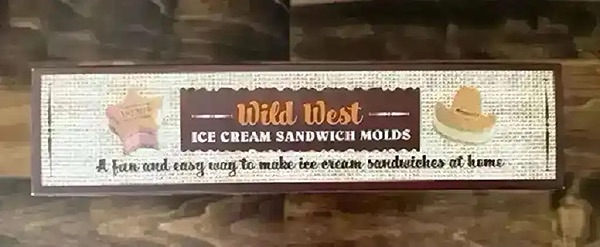 Wild West
ICE CREAM SANDWICH MOLDS
A fun and easy way to make ice cream sandwiches at home